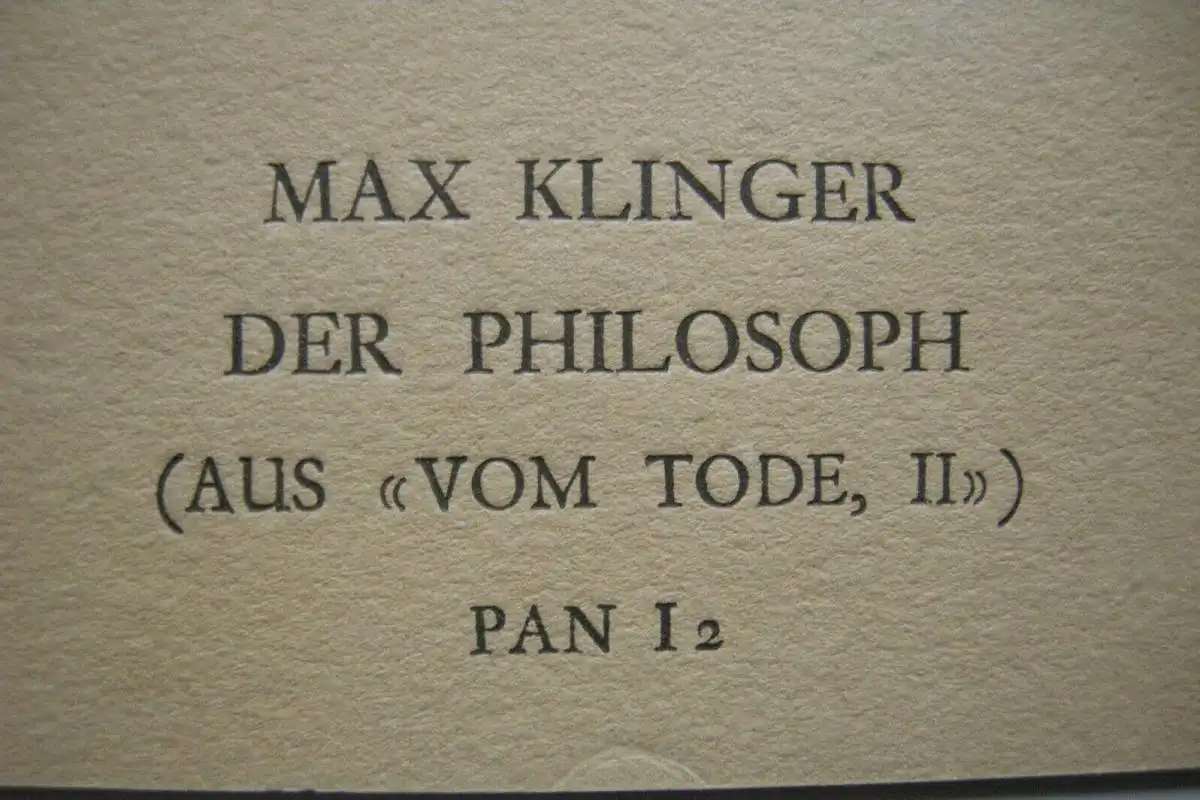 MAX KLINGER
DER PHILOSOPH
(AUS «VOM TODE, II»)
PAN I 2